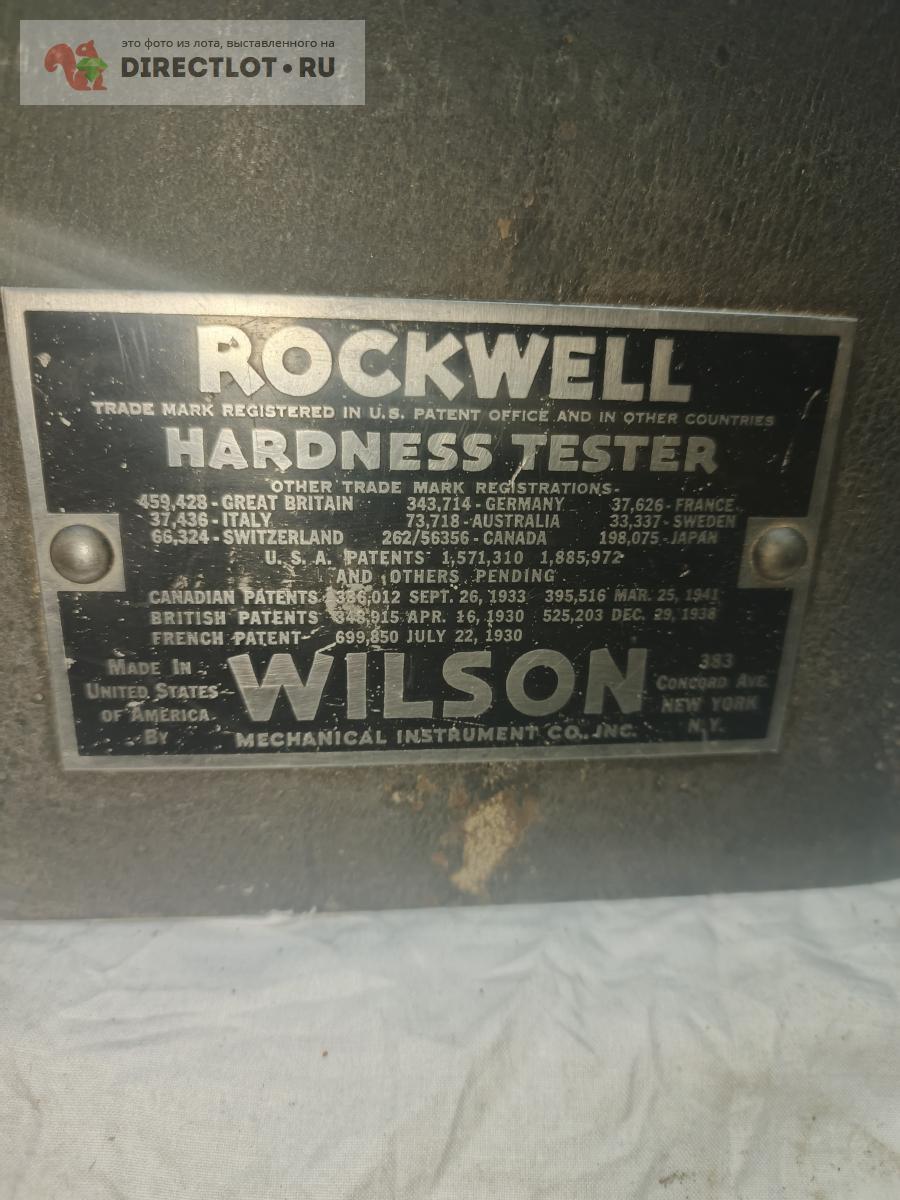 это фото из лота, выставленного на
DIRECTLOT•RU
ROCKWELL
TRADE MARK REGISTERED IN U.S. PATENT OFFICE AND IN OTHER COUNTRIES
HARDNESS TESTER
OTHER TRADE MARK REGISTRATIONS-
459,428 - GREAT BRITAIN 343,714 - GERMANY 37,626 - FRANCE
37,436 - ITALY 73,718 - AUSTRALIA 33,337 - SWEDEN
66,324 - SWITZERLAND 262/56356 - CANADA 198,075 - JAPAN
U. S. A. PATENTS 1,571,310 1,885,972
AND OTHERS PENDING
CANADIAN PATENTS 336,012 SEPT. 26, 1933 395,516 MAR. 25, 1941
BRITISH PATENTS APR. 16, 1930 525,203 DEC. 29, 1938
FRENCH PATENT- 699,850 JULY 22, 1930
MADE IN
UNITED STATES
OF AMERICA
BY
WILSON
MECHANICAL INSTRUMENT CO., INC.
383
CONCORD AVE.
NEW YORK
N.Y.